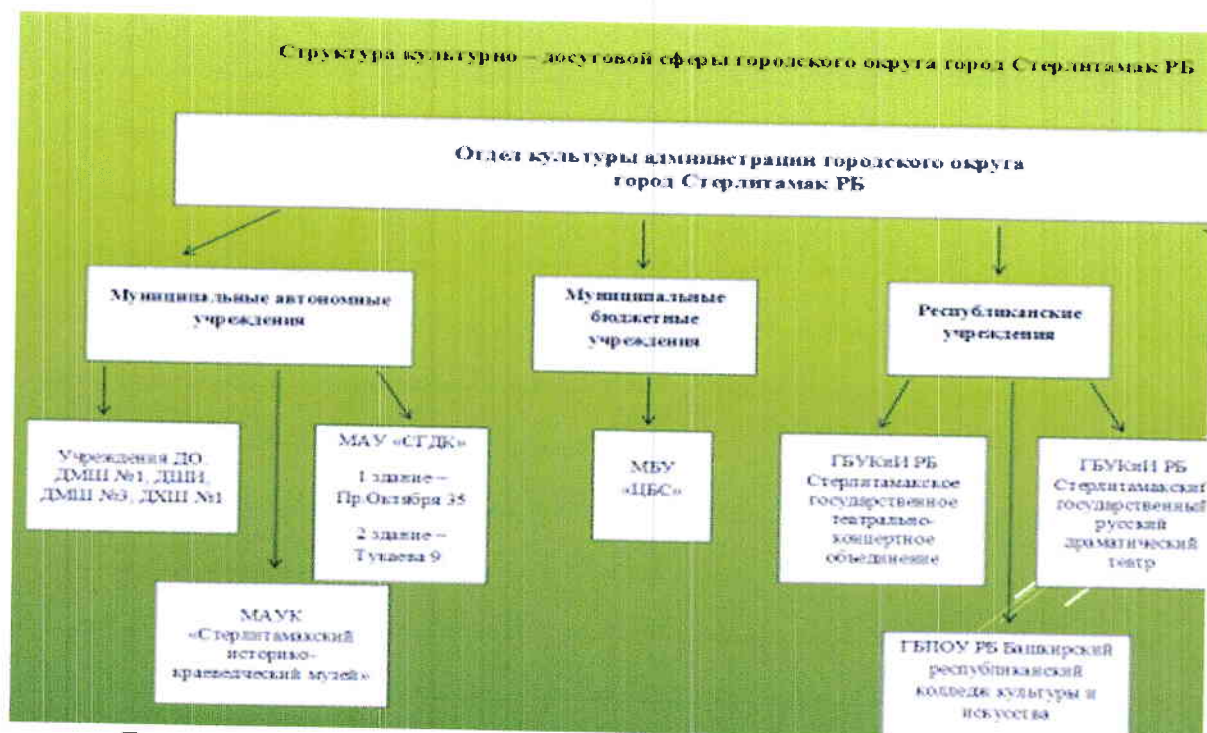 Структура культурно – досуговой сферы городского округа город Стерлитамак РБ
Отдел культуры администрации городского округа
город Стерлитамак РБ
Муниципальные автономные
учреждения
Муниципальные
бюджетные
учреждения
Республиканские
учреждения
Учреждения ДО:
ДМШ №1, ДШИ,
ДМШ №3, ДХШ №1
МАУ «СГДК»
1 здание –
Пр.Октября 35
2 здание –
Тукаева 9
МБУ
«ЦБС»
ГБУКиИ РБ
Стерлитамакское
государственное
театрально-
концертное
объединение
ГБУКиИ РБ
Стерлитамакский
государственный
русский
драматический
театр
МАУК
«Стерлитамакский
историко-
краеведческий музей»
ГБПОУ РБ Башкирский
республиканский
колледж культуры и
искусства